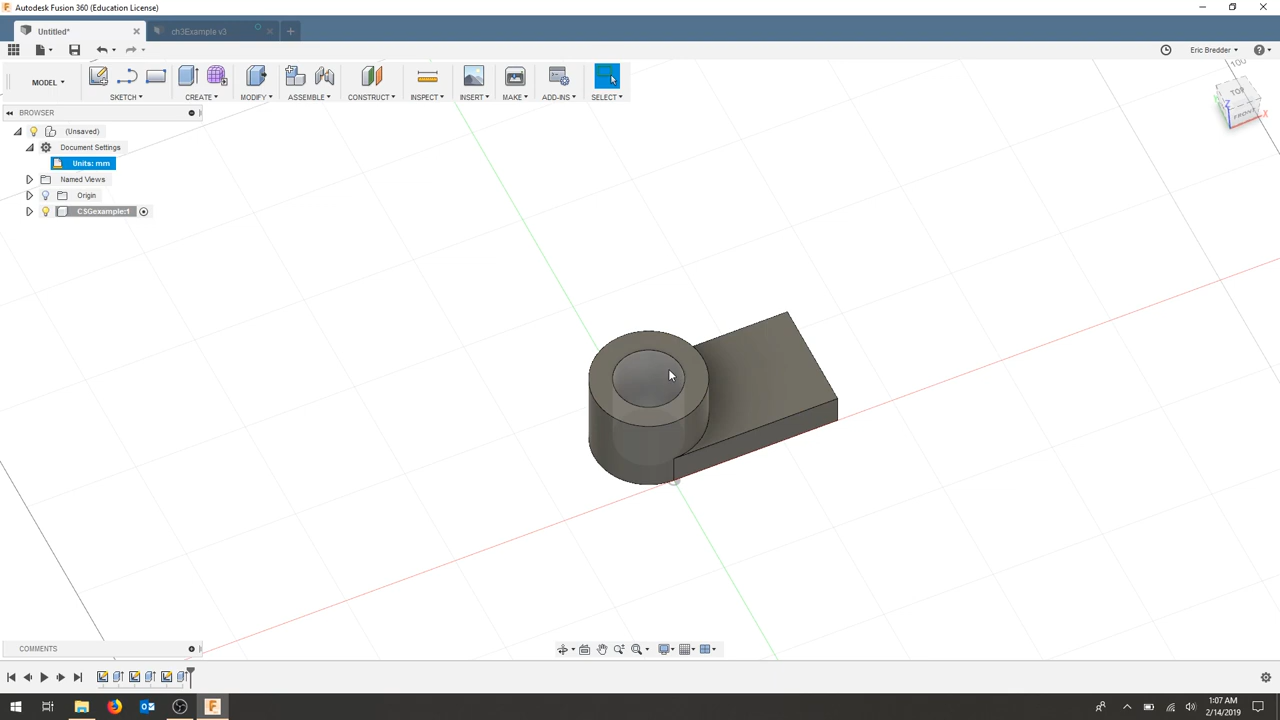 Autodesk Fusion 360 (Education License)
Untitled*
ch3Example v3
Eric Bredder
MODEL
SKETCH
CREATE
MODIFY
ASSEMBLE
CONSTRUCT
INSPECT
INSERT
MAKE
ADD-INS
SELECT
TOP
FRONT
Z
X
BROWSER
(Unsaved)
Document Settings
Units: mm
Named Views
Origin
CSGexample:1
COMMENTS
1:07 AM
2/14/2019